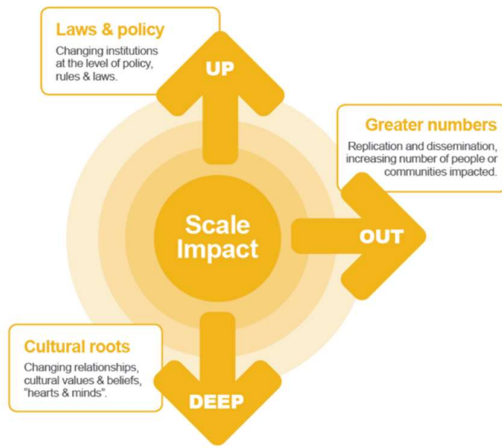 Laws & policy
Changing institutions
at the level of policy,
rules & laws.
UP
Greater numbers
Replication and dissemination,
increasing number of people or
communities impacted.
Scale
Impact
OUT
Cultural roots
Changing relationships,
cultural values & beliefs,
"hearts & minds".
DEEP